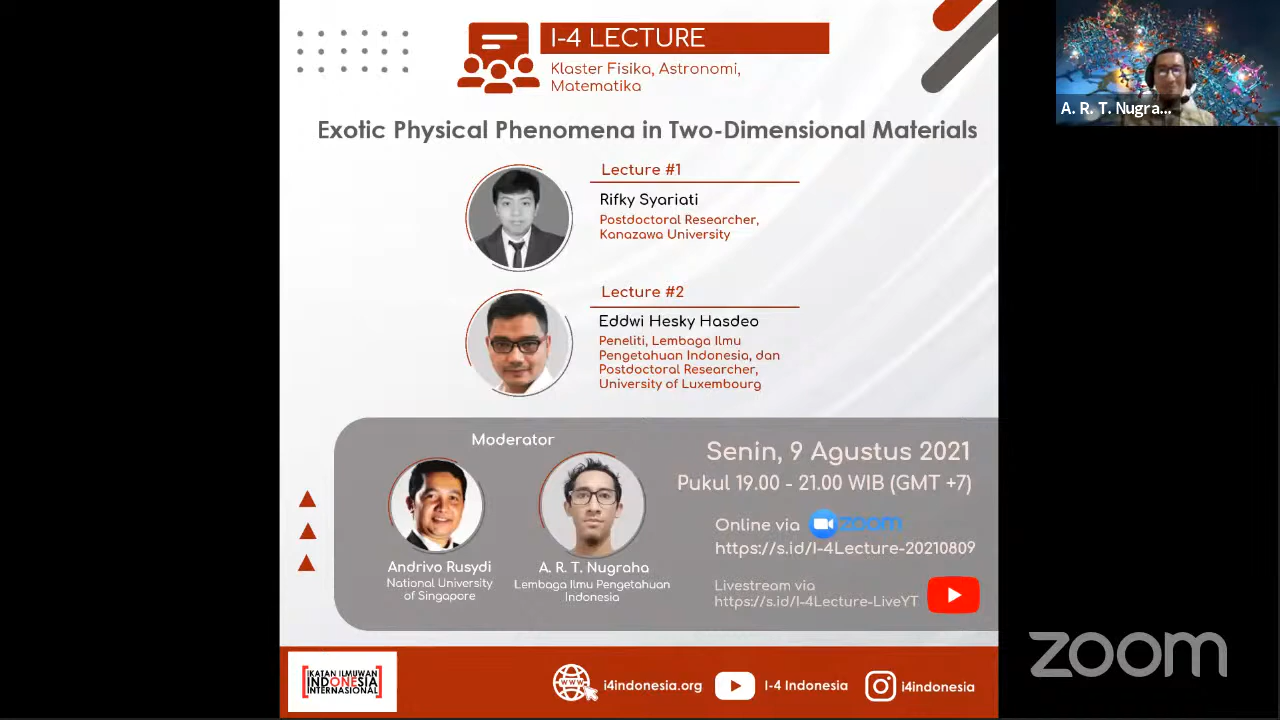 I-4 LECTURE
Klaster Fisika, Astronomi,
Matematika
Exotic Physical Phenomena in Two-Dimensional Materials
Lecture #1
Rifky Syariati
Postdoctoral Researcher,
Kanazawa University
Lecture #2
Eddwi Hesky Hasdeo
Peneliti, Lembaga Ilmu
Pengetahuan Indonesia, dan
Postdoctoral Researcher,
University of Luxembourg
Moderator
Andrivo Rusydi
National University
of Singapore
A. R. T. Nugraha
Lembaga Ilmu Pengetahuan
Indonesia
Senin, 9 Agustus 2021
Pukul 19.00 - 21.00 WIB (GMT +7)
Online via zoom
https://s.id/I-4Lecture-20210809
Livestream via
https://s.id/I-4Lecture-LiveYT
IKATAN ILMUWAN
INDONESIA
INTERNASIONAL
WWW
i4indonesia.org
I-4 Indonesia
i4indonesia
A. R. T. Nugra...
zoom